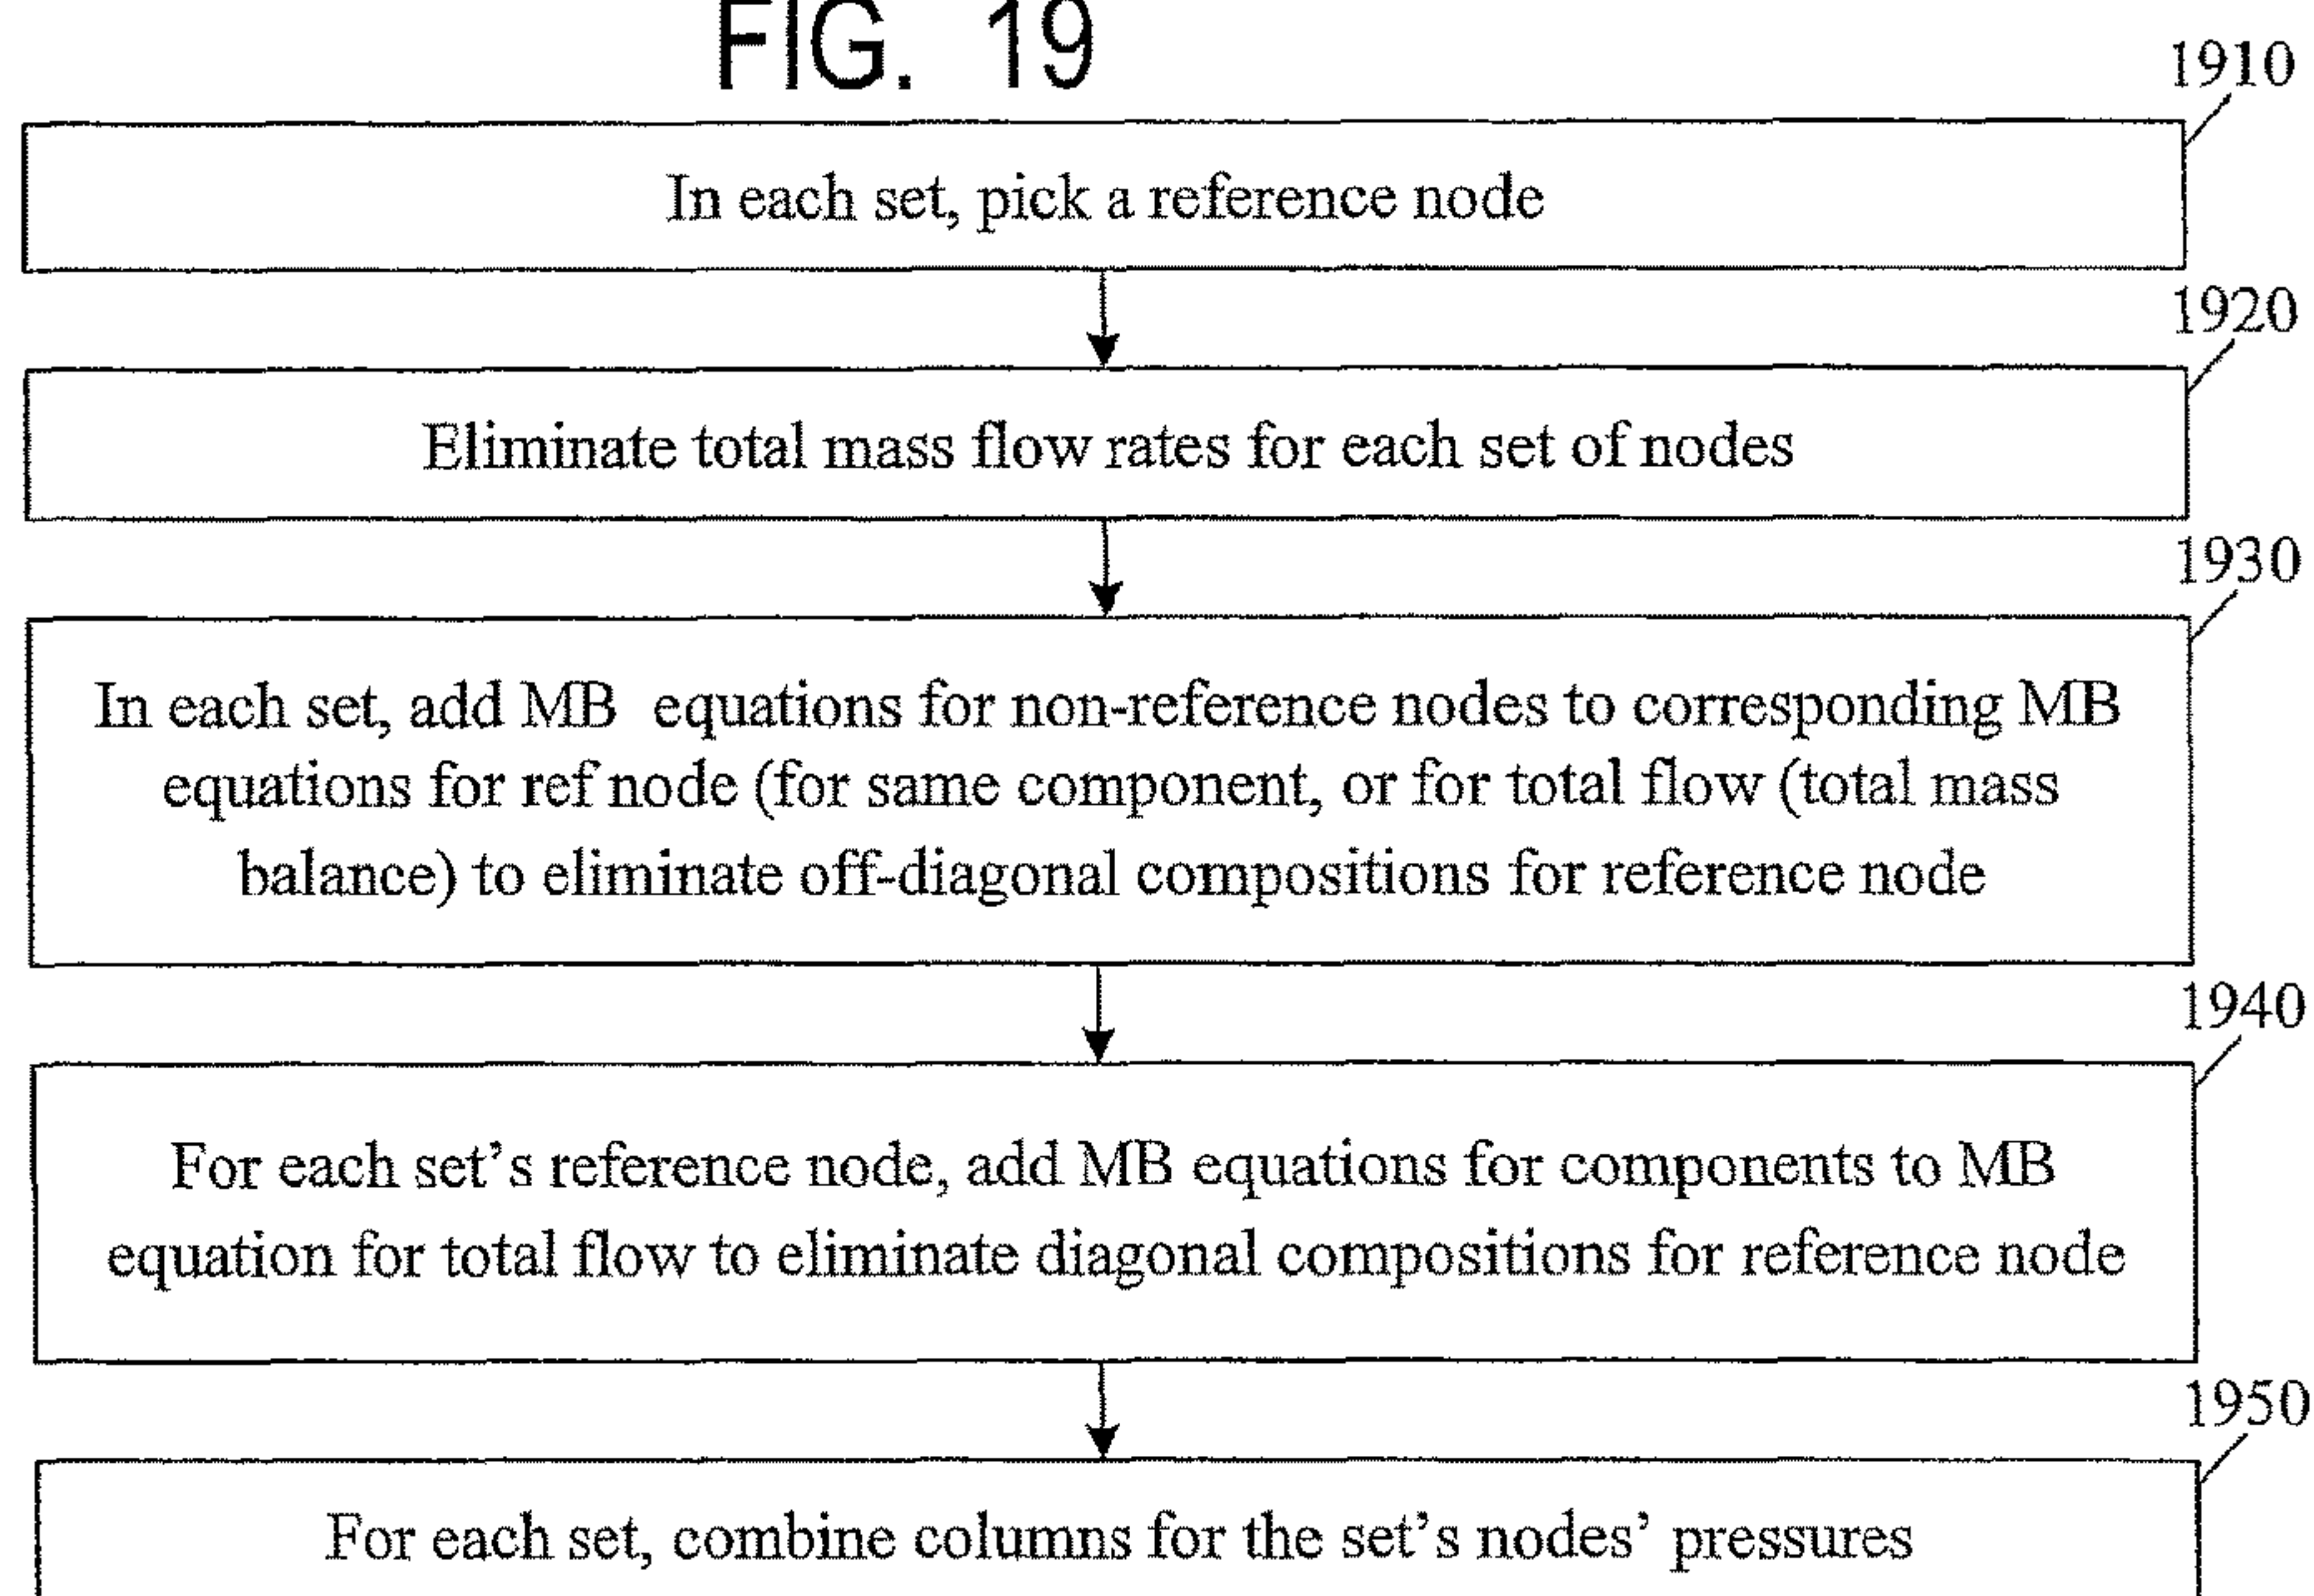 FIG. 19
1910
In each set, pick a reference node
1920
Eliminate total mass flow rates for each set of nodes
1930
In each set, add MB equations for non-reference nodes to corresponding MB
equations for ref node (for same component, or for total flow (total mass
balance) to eliminate off-diagonal compositions for reference node
1940
For each set's reference node, add MB equations for components to MB
equation for total flow to eliminate diagonal compositions for reference node
1950
For each set, combine columns for the set's nodes' pressures